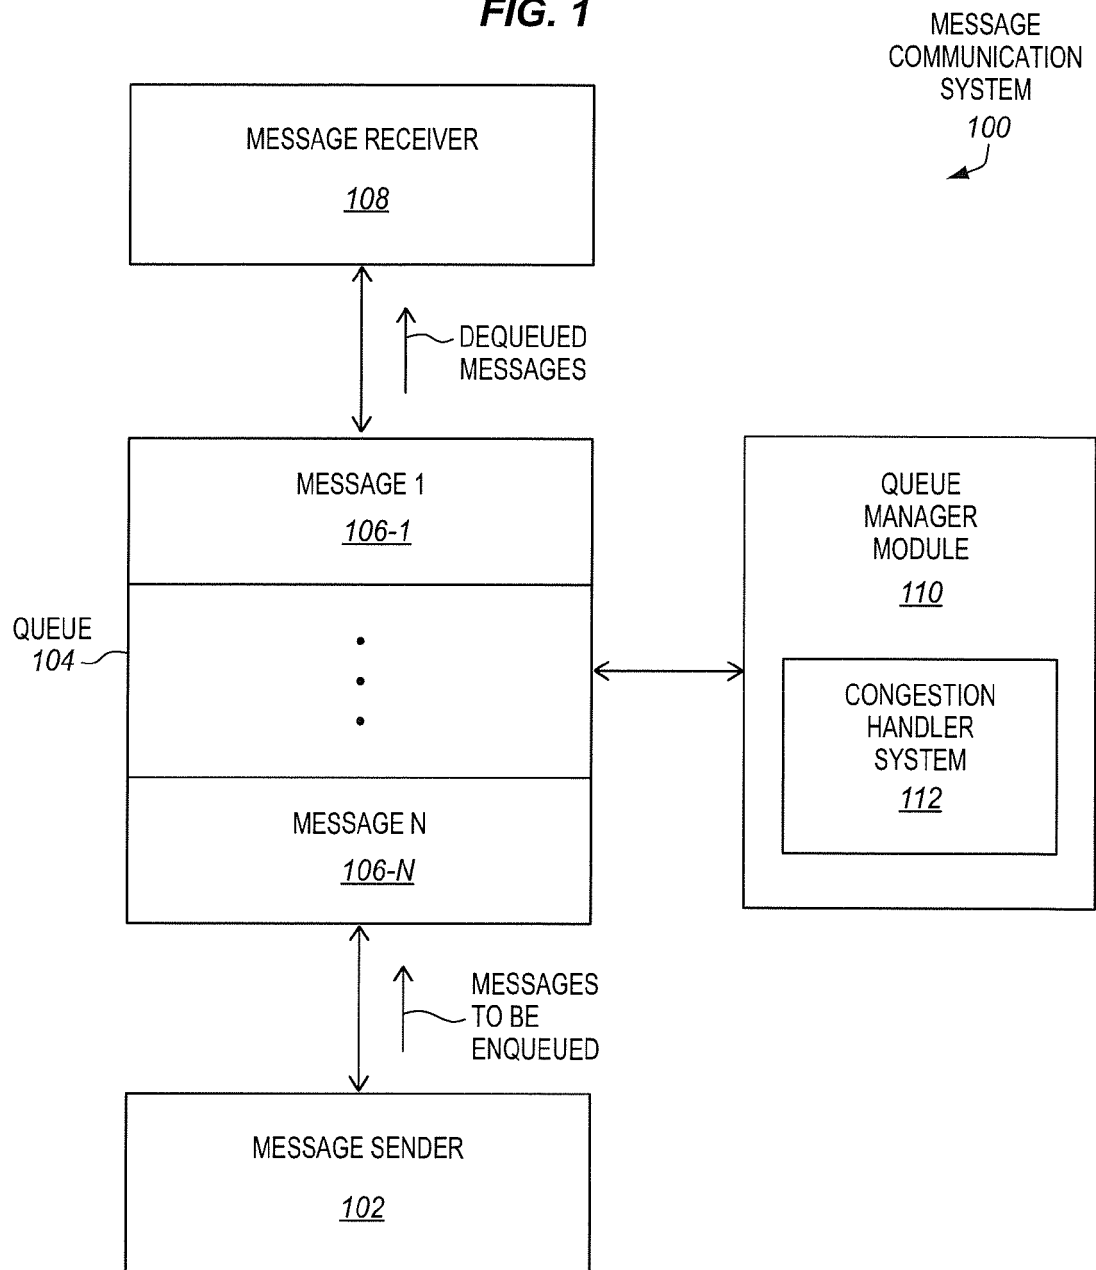 FIG. 1
MESSAGE
COMMUNICATION
SYSTEM
100
MESSAGE RECEIVER
108
DEQUEUED
MESSAGES
MESSAGE 1
106-1
QUEUE
104
MESSAGE N
106-N
QUEUE
MANAGER
MODULE
110
CONGESTION
HANDLER
SYSTEM
112
MESSAGES
TO BE
ENQUEUED
MESSAGE SENDER
102